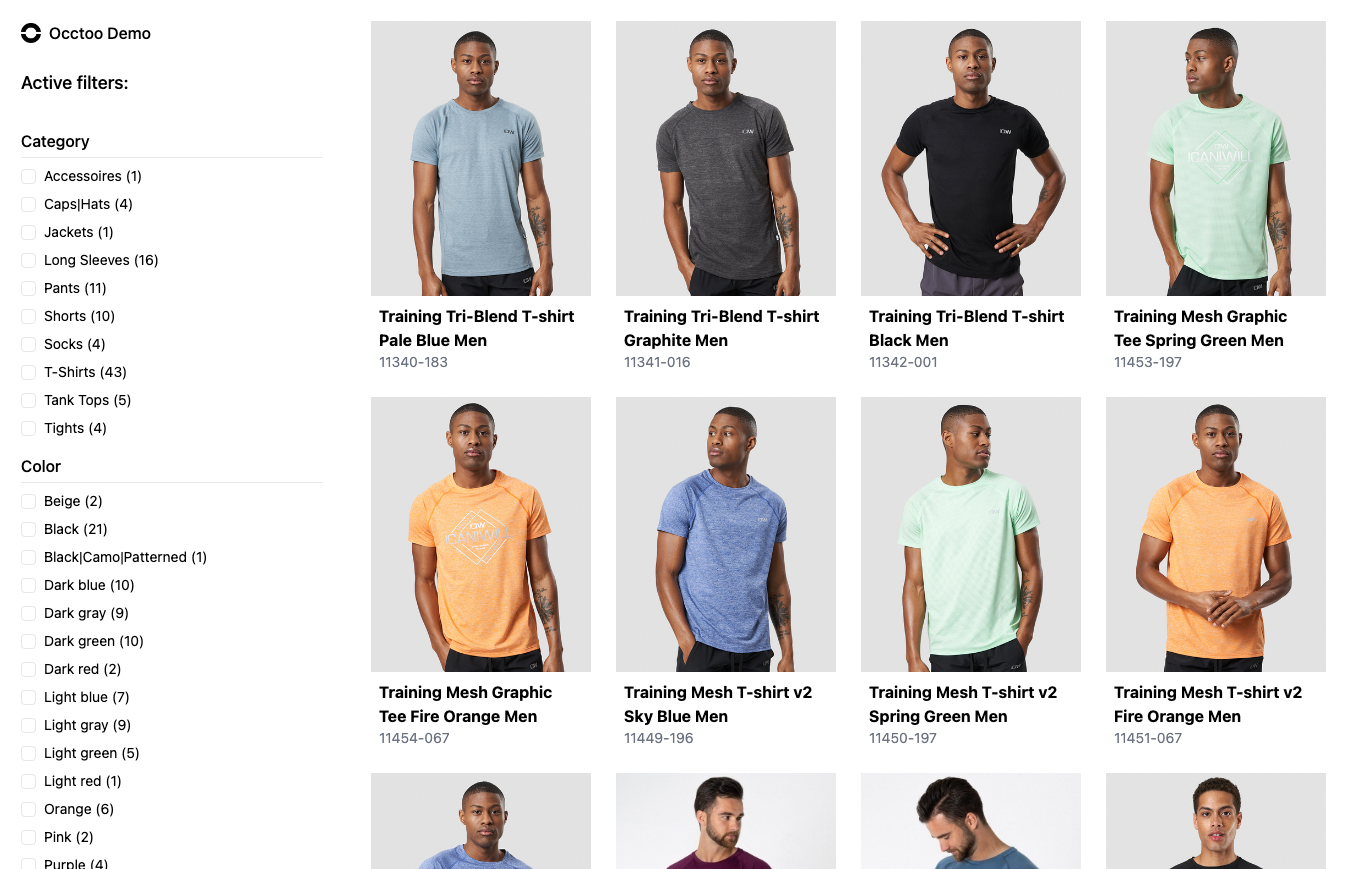 Occtoo Demo
Active filters:
Category
Accessoires (1)
Caps|Hats (4)
Jackets (1)
Long Sleeves (16)
Pants (11)
Shorts (10)
Socks (4)
T-Shirts (43)
Tank Tops (5)
Tights (4)
Color
Beige (2)
Black (21)
Black|Camo|Patterned (1)
Dark blue (10)
Dark gray (9)
Dark green (10)
Dark red (2)
Light blue (7)
Light gray (9)
Light green (5)
Light red (1)
Orange (6)
Pink (2)
Purple (4)
ICIW
ICIW
ICIW
ICIW
ICANIWILL
Training Tri-Blend T-shirt
Pale Blue Men
11340-183
Training Tri-Blend T-shirt
Graphite Men
11341-016
Training Tri-Blend T-shirt
Black Men
11342-001
Training Mesh Graphic
Tee Spring Green Men
11453-197
ICIW
ICANIWILL
Training Mesh Graphic
Tee Fire Orange Men
11454-067
Training Mesh T-shirt v2
Sky Blue Men
11449-196
Training Mesh T-shirt v2
Spring Green Men
11450-197
Training Mesh T-shirt v2
Fire Orange Men
11451-067